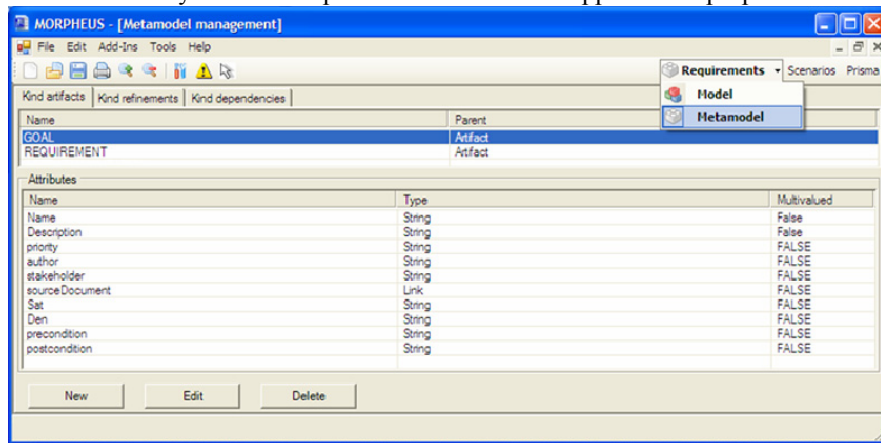 MORPHEUS - [Metamodel management]
File Edit Add-Ins Tools Help
Requirements Scenarios Prisma
Model
Metamodel
Kind artifacts Kind refinements Kind dependencies
Name Parent
GOAL Artifact
REQUIREMENT Artifact
Attributes
Name Type Multivalued
Name String False
Description String False
priority String FALSE
author String FALSE
stakeholder String FALSE
sourceDocument Link FALSE
Sat String FALSE
Den String FALSE
precondition String FALSE
postcondition String FALSE
New Edit Delete